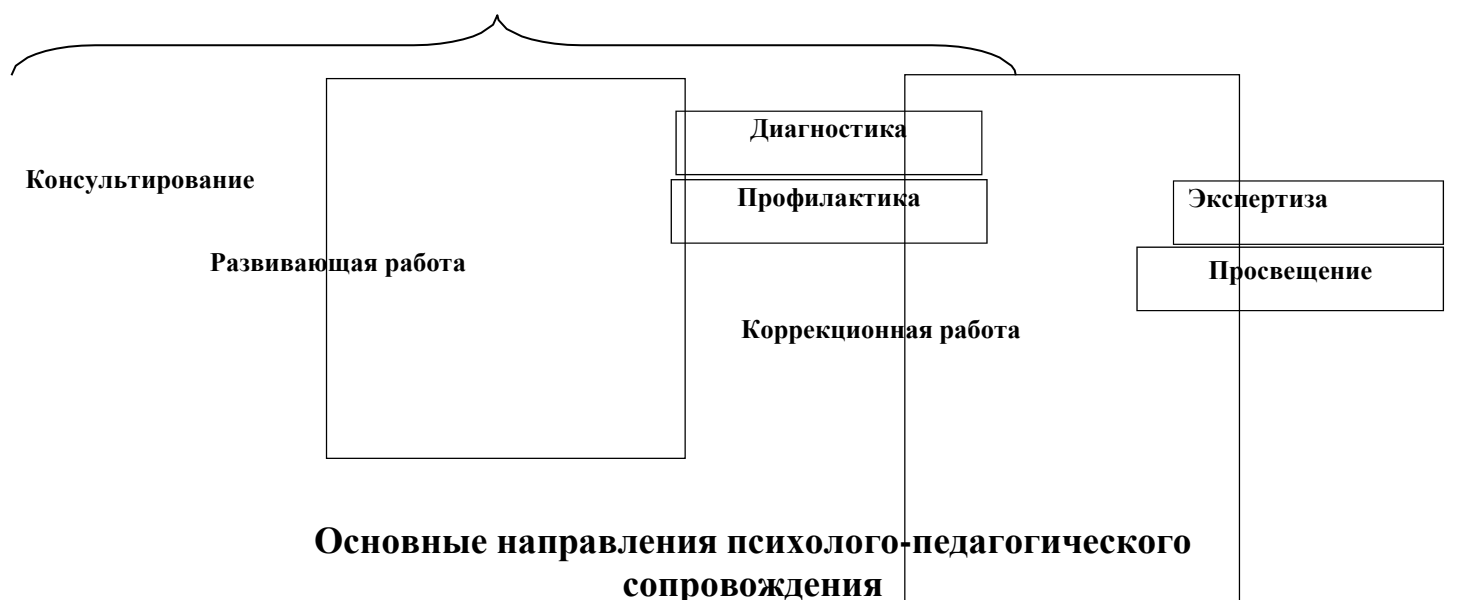 Диагностика
Консультирование
Профилактика
Экспертиза
Развивающая работа
Просвещение
Коррекционная работа
Основные направления психолого-педагогического
сопровождения